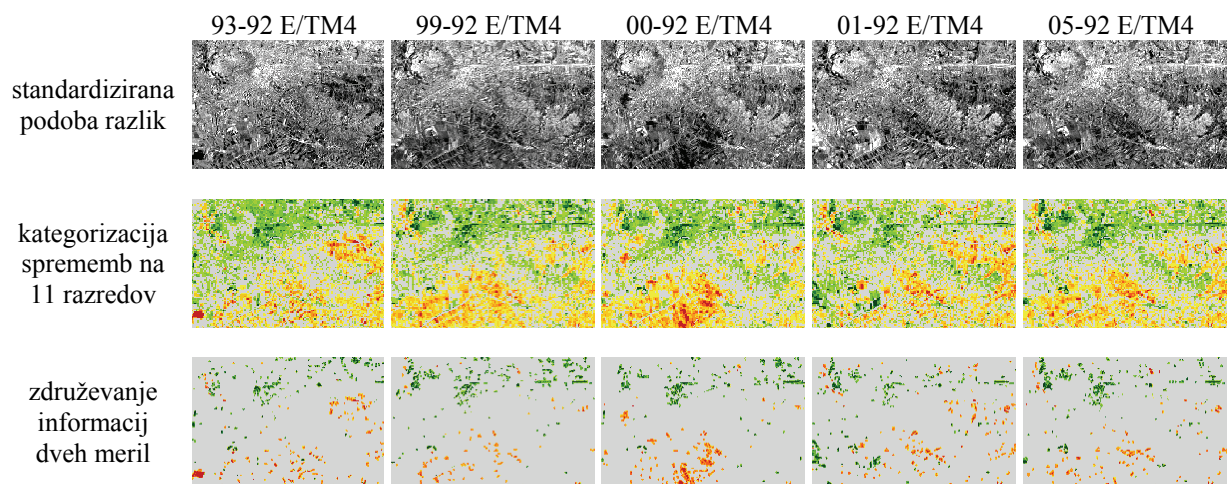 93-92 E/TM4 99-92 E/TM4 00-92 E/TM4 01-92 E/TM4 05-92 E/TM4
standardizirana
podoba razlik
kategorizacija
sprememb na
11 razredov
združevanje
informacij
dveh meril